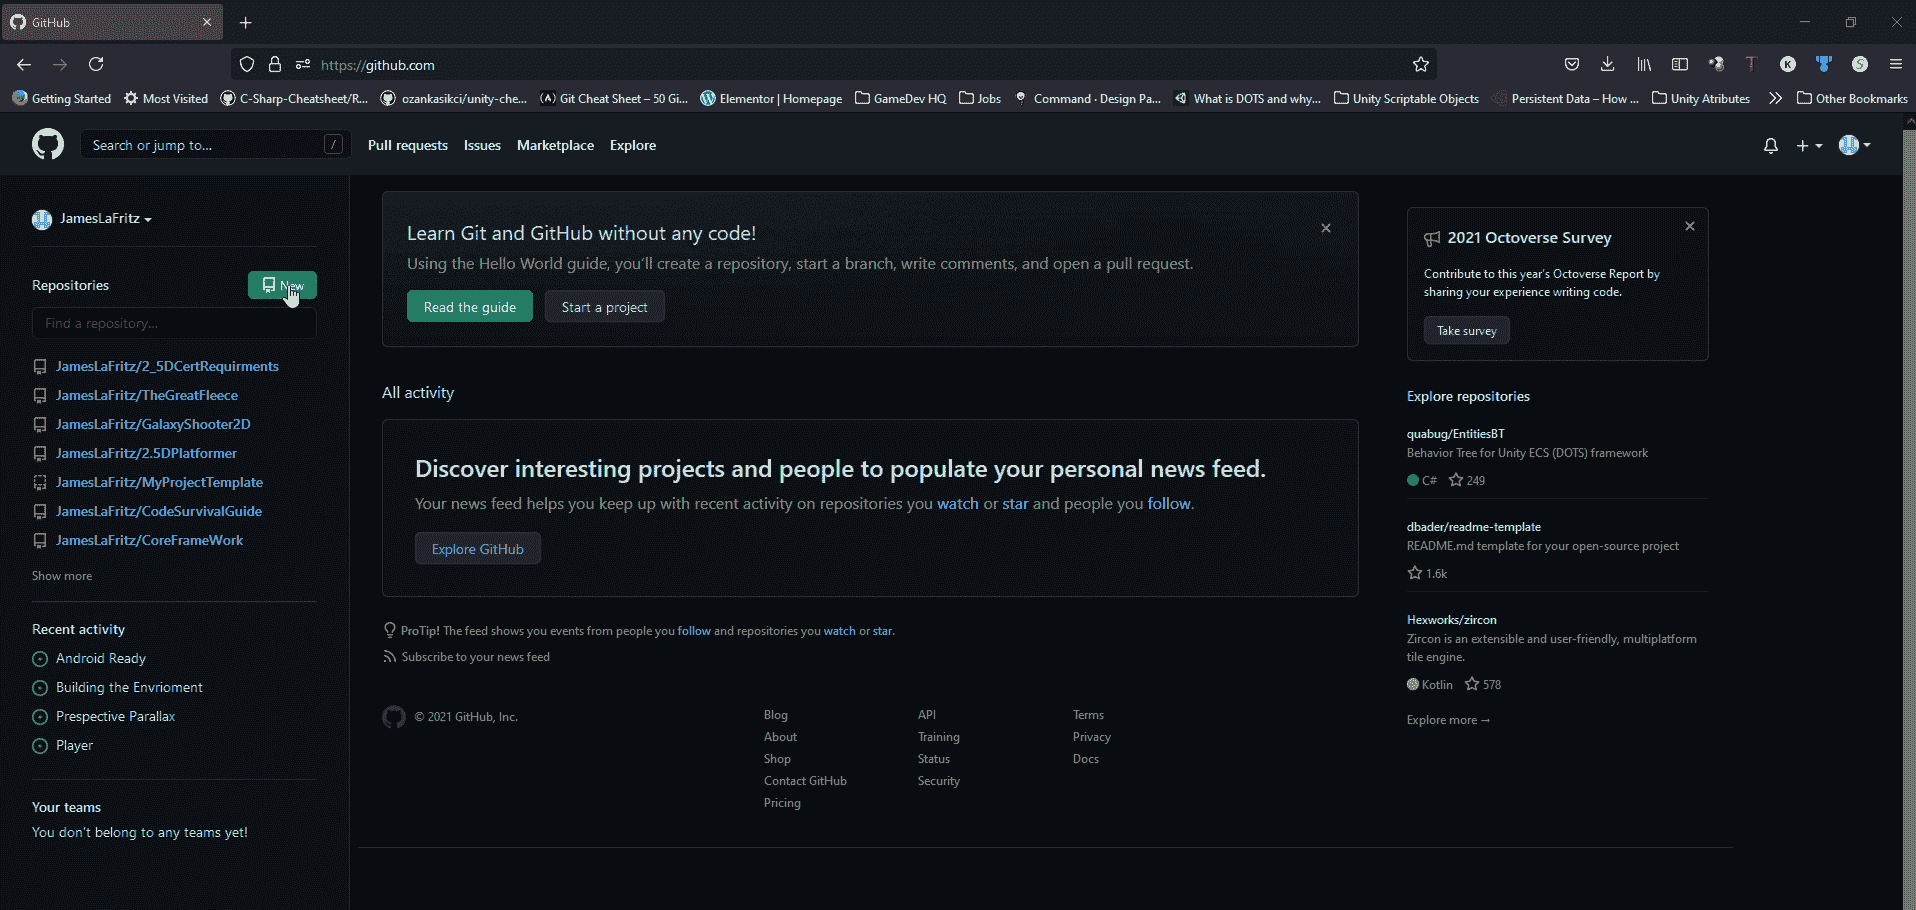 GitHub
https://github.com
Getting Started
Most Visited
C-Sharp-Cheatsheet/R...
ozankasikci/unity-che...
Git Cheat Sheet – 50 Gi...
Elementor | Homepage
GameDev HQ
Jobs
Command · Design Pa...
What is DOTS and why...
Unity Scriptable Objects
Persistent Data – How ...
Unity Atributes
Other Bookmarks
Search or jump to...
/
Pull requests
Issues
Marketplace
Explore
JamesLaFritz
Repositories
New
Find a repository...
JamesLaFritz/2_5DCertRequirments
JamesLaFritz/TheGreatFleece
JamesLaFritz/GalaxyShooter2D
JamesLaFritz/2.5DPlatformer
JamesLaFritz/MyProjectTemplate
JamesLaFritz/CodeSurvivalGuide
JamesLaFritz/CoreFrameWork
Show more
Recent activity
Android Ready
Building the Envrioment
Prespective Parallax
Player
Your teams
You don't belong to any teams yet!
Learn Git and GitHub without any code!
Using the Hello World guide, you'll create a repository, start a branch, write comments, and open a pull request.
Read the guide
Start a project
All activity
Discover interesting projects and people to populate your personal news feed.
Your news feed helps you keep up with recent activity on repositories you watch or star and people you follow.
Explore GitHub
ProTip! The feed shows you events from people you follow and repositories you watch or star.
Subscribe to your news feed
© 2021 GitHub, Inc.
Blog
About
Shop
Contact GitHub
Pricing
API
Training
Status
Security
Terms
Privacy
Docs
2021 Octoverse Survey
Contribute to this year's Octoverse Report by
sharing your experience writing code.
Take survey
Explore repositories
quabug/EntitiesBT
Behavior Tree for Unity ECS (DOTS) framework
C# 249
dbader/readme-template
README.md template for your open-source project
1.6k
Hexworks/zircon
Zircon is an extensible and user-friendly, multiplatform
tile engine.
Kotlin 578
Explore more →